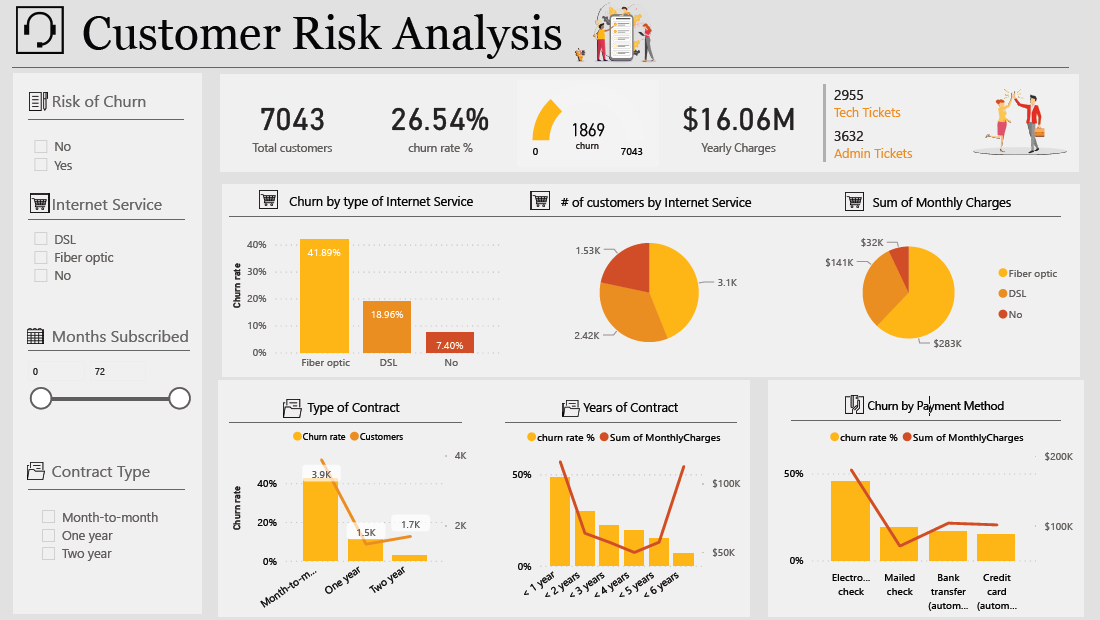 Customer Risk Analysis
Risk of Churn
No
Yes
Internet Service
DSL
Fiber optic
No
Months Subscribed
0 72
Contract Type
Month-to-month
One year
Two year
7043
Total customers
26.54%
churn rate %
1869
churn
0 7043
$16.06M
Yearly Charges
2955
Tech Tickets
3632
Admin Tickets
Churn by type of Internet Service
Churn rate
40%
30%
20%
10%
0%
41.89%
18.96%
7.40%
Fiber optic DSL No
# of customers by Internet Service
1.53K
3.1K
2.42K
Sum of Monthly Charges
$32K
$141K
$283K
Fiber optic
DSL
No
Type of Contract
Churn rate Customers
Churn rate
40%
20%
0%
4K
2K
3.9K
1.5K
1.7K
Month-to-m... One year Two year
Years of Contract
churn rate % Sum of MonthlyCharges
50%
0%
$100K
$50K
< 1 year < 2 years < 3 years < 4 years < 5 years < 6 years
Churn by Payment Method
churn rate % Sum of MonthlyCharges
50%
0%
$200K
$100K
Electro...
check
Mailed
check
Bank
transfer
(autom...
Credit
card
(autom...